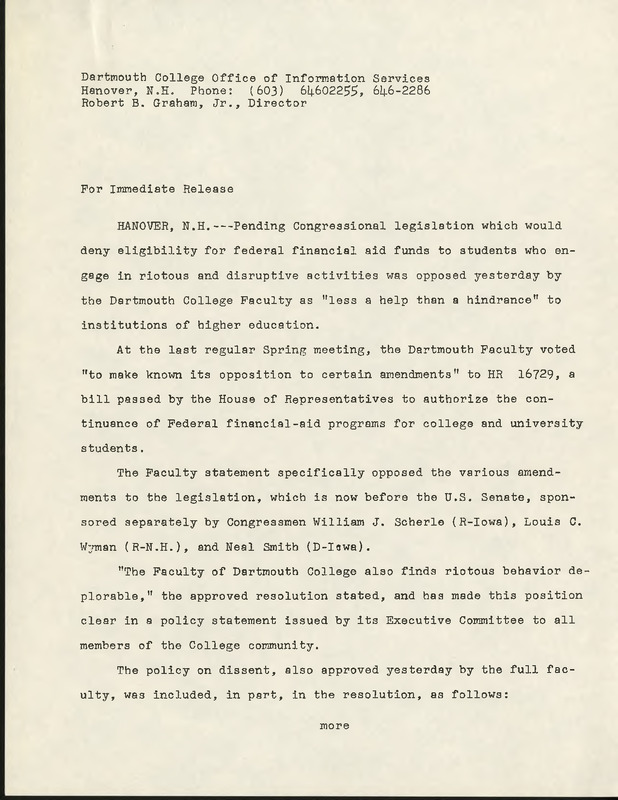 Dartmouth College Office of Information Services
Hanover, N.H. Phone: (603) 64602255, 646-2286
Robert B. Graham, Jr., Director
For Immediate Release
HANOVER, N.H.---Pending Congressional legislation which would
deny eligibility for federal financial aid funds to students who en-
gage in riotous and disruptive activities was opposed yesterday by
the Dartmouth College Faculty as "less a help than a hindrance" to
institutions of higher education.
At the last regular Spring meeting, the Dartmouth Faculty voted
"to make known its opposition to certain amendments" to HR 16729, a
bill passed by the House of Representatives to authorize the con-
tinuance of Federal financial-aid programs for college and university
students.
The Faculty statement specifically opposed the various amend-
ments to the legislation, which is now before the U.S. Senate, spon-
sored separately by Congressmen William J. Scherle (R-Iowa), Louis C.
Wyman (R-N.H.), and Neal Smith (D-Iowa).
"The Faculty of Dartmouth College also finds riotous behavior de-
plorable," the approved resolution stated, and has made this position
clear in a policy statement issued by its Executive Committee to all
members of the College community.
The policy on dissent, also approved yesterday by the full fac-
ulty, was included, in part, in the resolution, as follows:
more